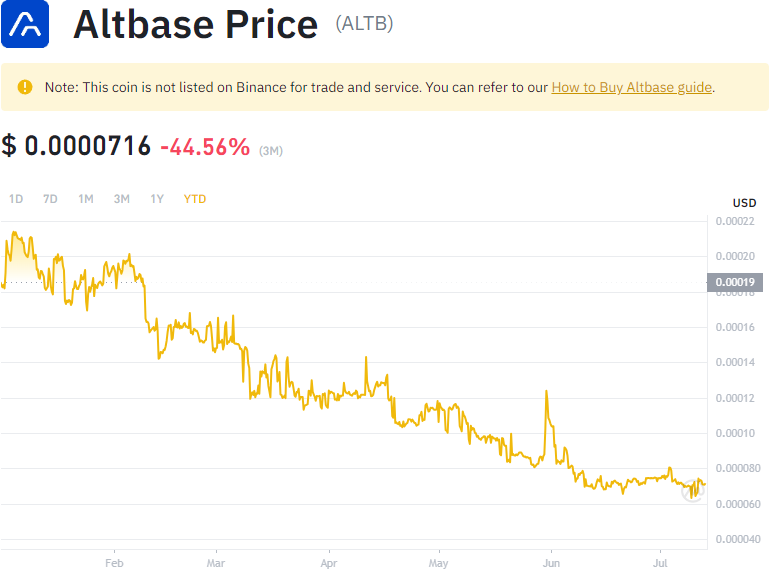 Altbase Price (ALTB)
Note: This coin is not listed on Binance for trade and service. You can refer to our How to Buy Altbase guide.
$ 0.0000716 -44.56% (3M)
1D 7D 1M 3M 1Y YTD
USD
0.00022
0.00020
0.00019
0.00018
0.00016
0.00014
0.00012
0.00010
0.000080
0.000060
0.000040
Feb Mar Apr May Jun Jul